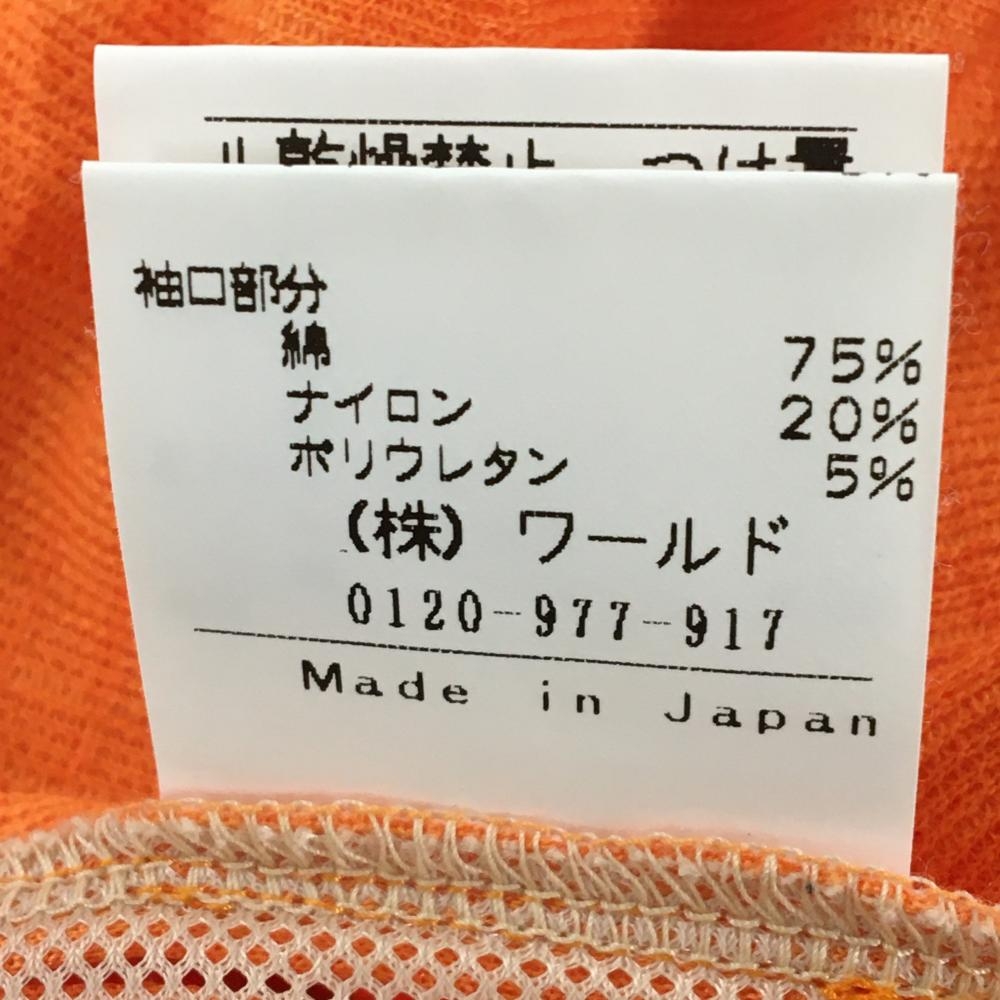 袖口部分
綿 75%
ナイロン 20%
ポリウレタン 5%
(株) ワールド
0120-977-917
Made in Japan